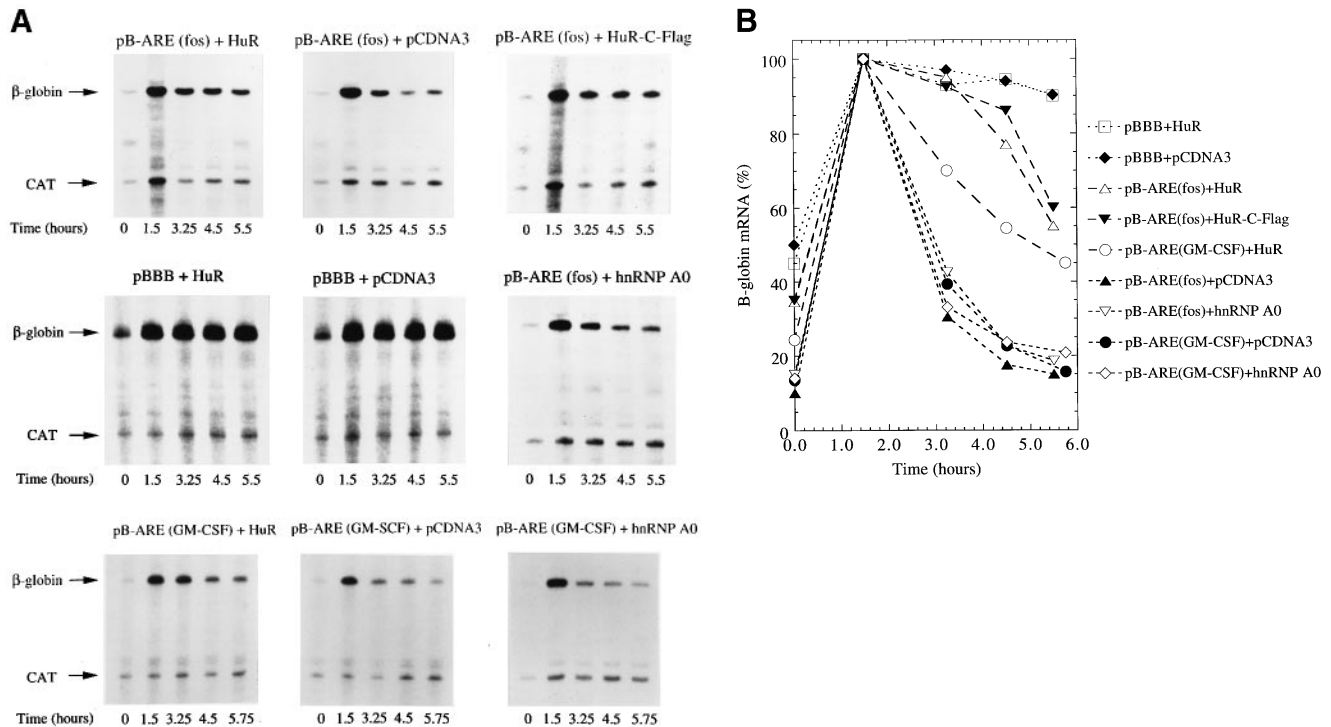 A
pB-ARE (fos) + HuR
pB-ARE (fos) + pCDNA3
pB-ARE (fos) + HuR-C-Flag
β-globin
CAT
Time (hours)
0 1.5 3.25 4.5 5.5
0 1.5 3.25 4.5 5.5
0 1.5 3.25 4.5 5.5
pBBB + HuR
pBBB + pCDNA3
pB-ARE (fos) + hnRNP A0
β-globin
CAT
Time (hours)
0 1.5 3.25 4.5 5.5
0 1.5 3.25 4.5 5.5
0 1.5 3.25 4.5 5.5
pB-ARE (GM-CSF) + HuR
pB-ARE (GM-SCF) + pCDNA3
pB-ARE (GM-CSF) + hnRNP A0
β-globin
CAT
Time (hours)
0 1.5 3.25 4.5 5.75
0 1.5 3.25 4.5 5.75
0 1.5 3.25 4.5 5.75
B
B-globin mRNA (%)
100
80
60
40
20
0
0.0 1.0 2.0 3.0 4.0 5.0 6.0
Time (hours)
pBBB+HuR
pBBB+pCDNA3
pB-ARE(fos)+HuR
pB-ARE(fos)+HuR-C-Flag
pB-ARE(GM-CSF)+HuR
pB-ARE(fos)+pCDNA3
pB-ARE(fos)+hnRNP A0
pB-ARE(GM-CSF)+pCDNA3
pB-ARE(GM-CSF)+hnRNP A0